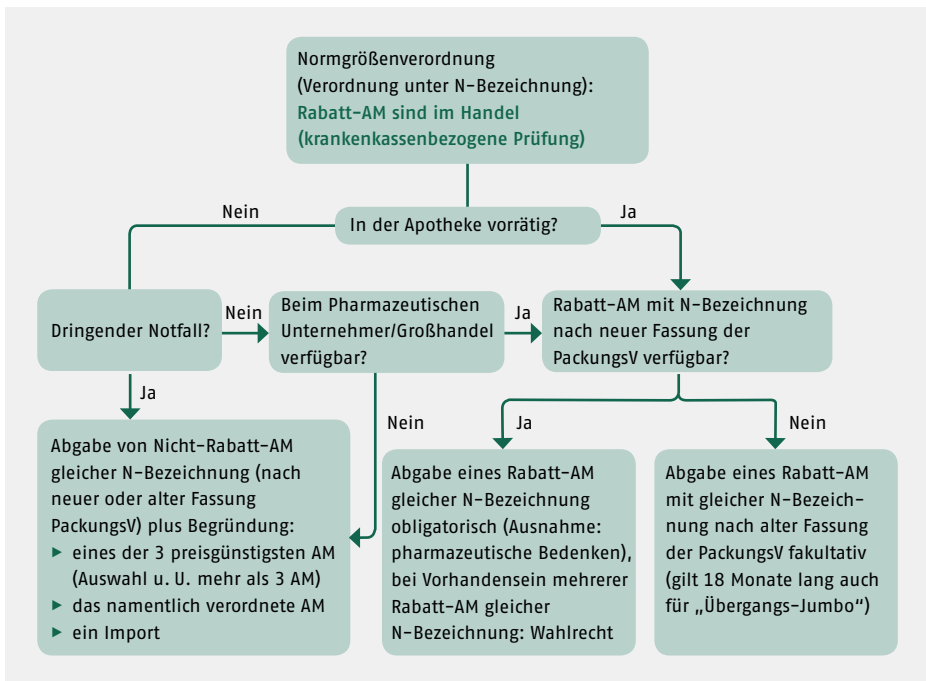 Normgrößenverordnung
(Verordnung unter N-Bezeichnung):
Rabatt-AM sind im Handel
(krankenkassenbezogene Prüfung)
Nein
In der Apotheke vorrätig?
Ja
Dringender Notfall?
Nein
Beim Pharmazeutischen
Unternehmer/Großhandel
verfügbar?
Ja
Rabatt-AM mit N-Bezeichnung
nach neuer Fassung der
PackungsV verfügbar?
Ja
Nein
Ja
Nein
Abgabe von Nicht-Rabatt-AM
gleicher N-Bezeichnung (nach
neuer oder alter Fassung
PackungsV) plus Begründung:
▶ eines der 3 preisgünstigsten AM
(Auswahl u. U. mehr als 3 AM)
▶ das namentlich verordnete AM
▶ ein Import
Abgabe eines Rabatt-AM
gleicher N-Bezeichnung
obligatorisch (Ausnahme:
pharmazeutische Bedenken),
bei Vorhandensein mehrerer
Rabatt-AM gleicher
N-Bezeichnung: Wahlrecht
Abgabe eines Rabatt-AM
mit gleicher N-Bezeich-
nung nach alter Fassung
der PackungsV fakultativ
(gilt 18 Monate lang auch
für „Übergangs-Jumbo“)